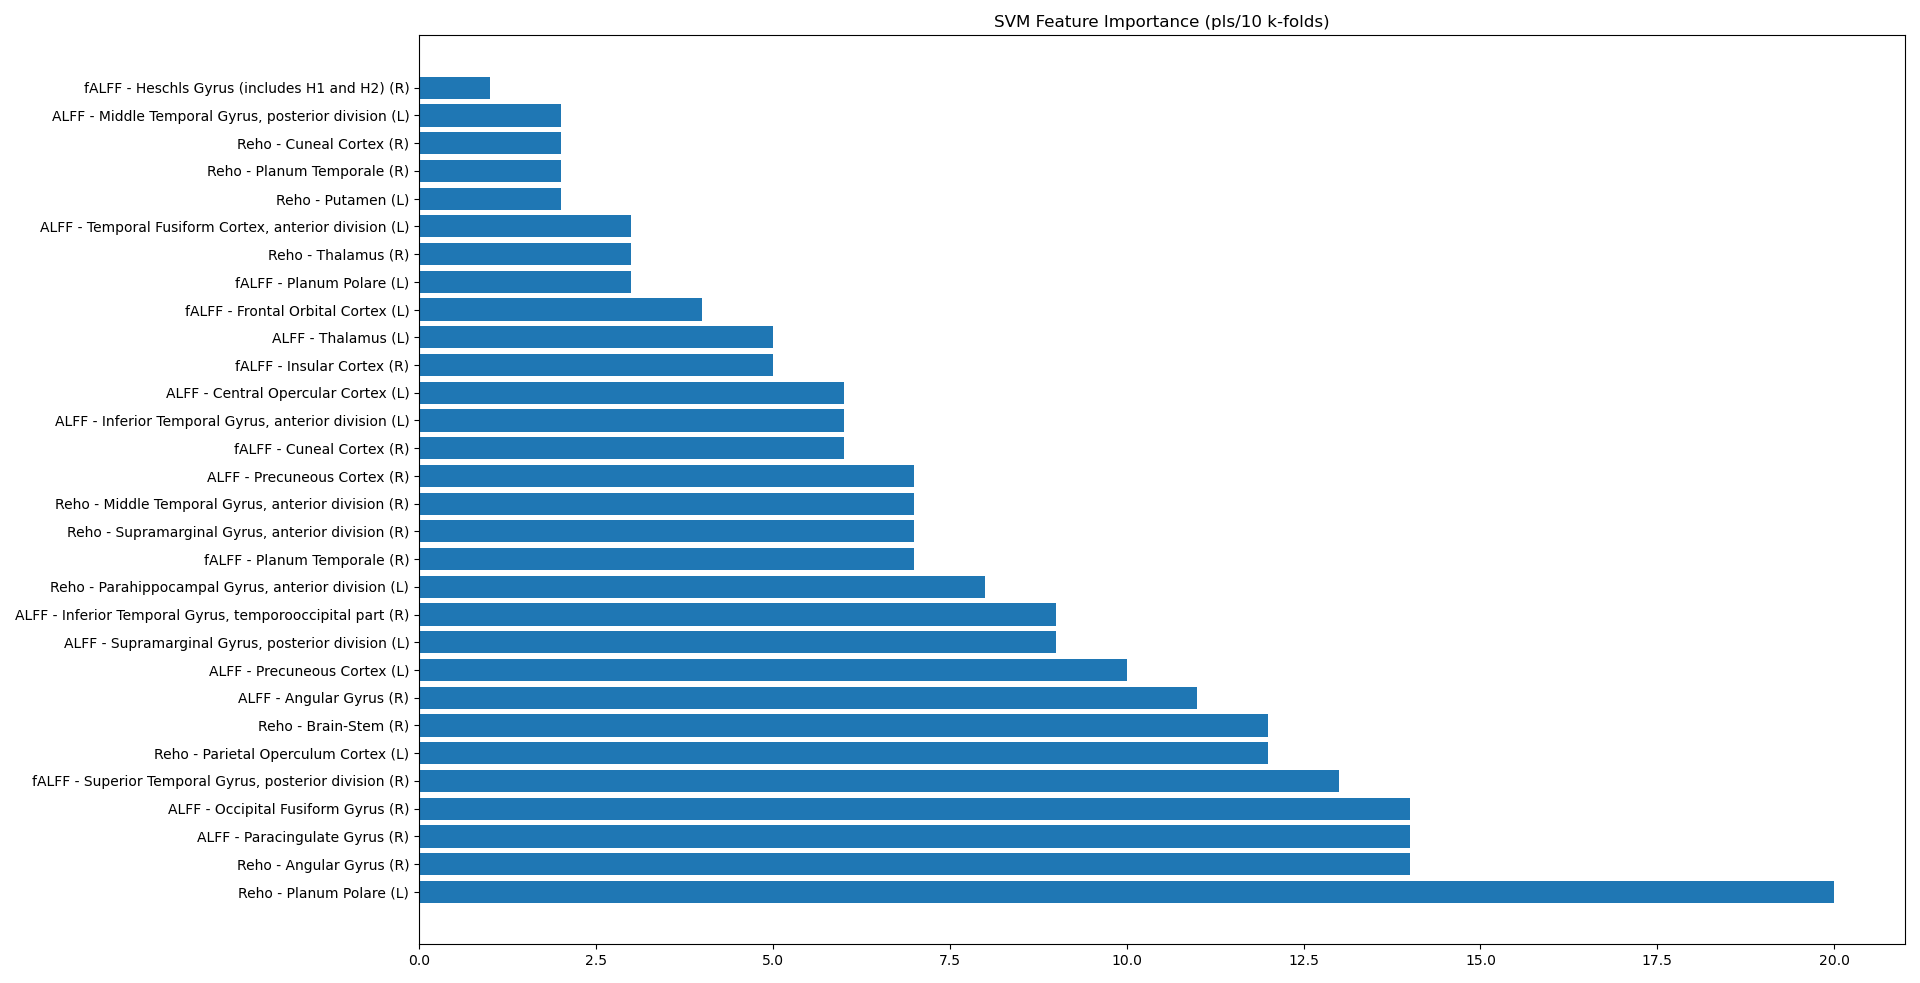 SVM Feature Importance (pls/10 k-folds)
fALFF - Heschls Gyrus (includes H1 and H2) (R)
ALFF - Middle Temporal Gyrus, posterior division (L)
Reho - Cuneal Cortex (R)
Reho - Planum Temporale (R)
Reho - Putamen (L)
ALFF - Temporal Fusiform Cortex, anterior division (L)
Reho - Thalamus (R)
fALFF - Planum Polare (L)
fALFF - Frontal Orbital Cortex (L)
ALFF - Thalamus (L)
fALFF - Insular Cortex (R)
ALFF - Central Opercular Cortex (L)
ALFF - Inferior Temporal Gyrus, anterior division (L)
fALFF - Cuneal Cortex (R)
ALFF - Precuneous Cortex (R)
Reho - Middle Temporal Gyrus, anterior division (R)
Reho - Supramarginal Gyrus, anterior division (R)
fALFF - Planum Temporale (R)
Reho - Parahippocampal Gyrus, anterior division (L)
ALFF - Inferior Temporal Gyrus, temporooccipital part (R)
ALFF - Supramarginal Gyrus, posterior division (L)
ALFF - Precuneous Cortex (L)
ALFF - Angular Gyrus (R)
Reho - Brain-Stem (R)
Reho - Parietal Operculum Cortex (L)
fALFF - Superior Temporal Gyrus, posterior division (R)
ALFF - Occipital Fusiform Gyrus (R)
ALFF - Paracingulate Gyrus (R)
Reho - Angular Gyrus (R)
Reho - Planum Polare (L)
0.0 2.5 5.0 7.5 10.0 12.5 15.0 17.5 20.0